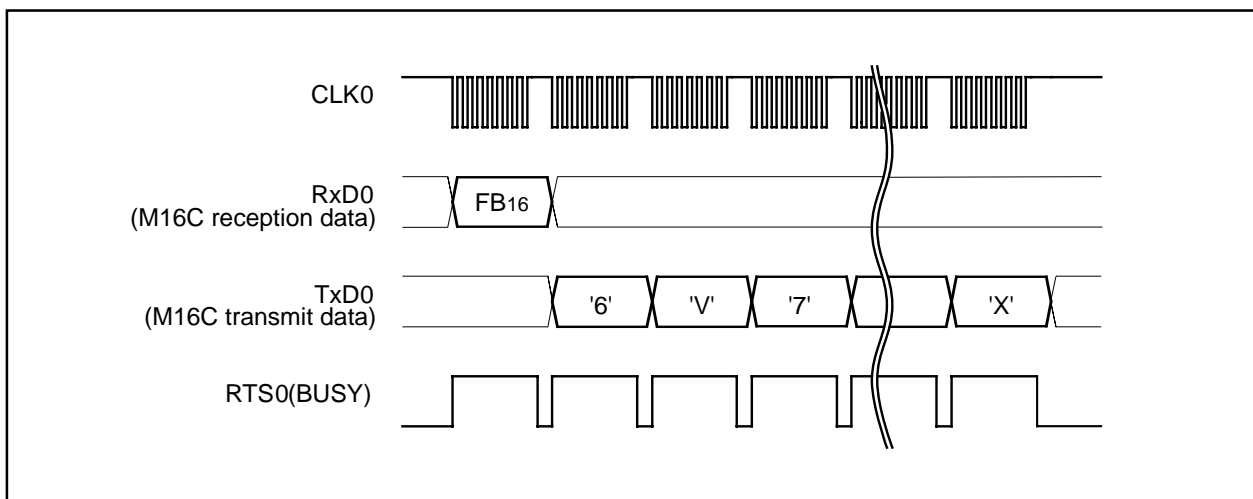 CLK0
RxD0
(M16C reception data)
FB16
TxD0
(M16C transmit data)
'6' 'V' '7' 'X'
RTS0(BUSY)